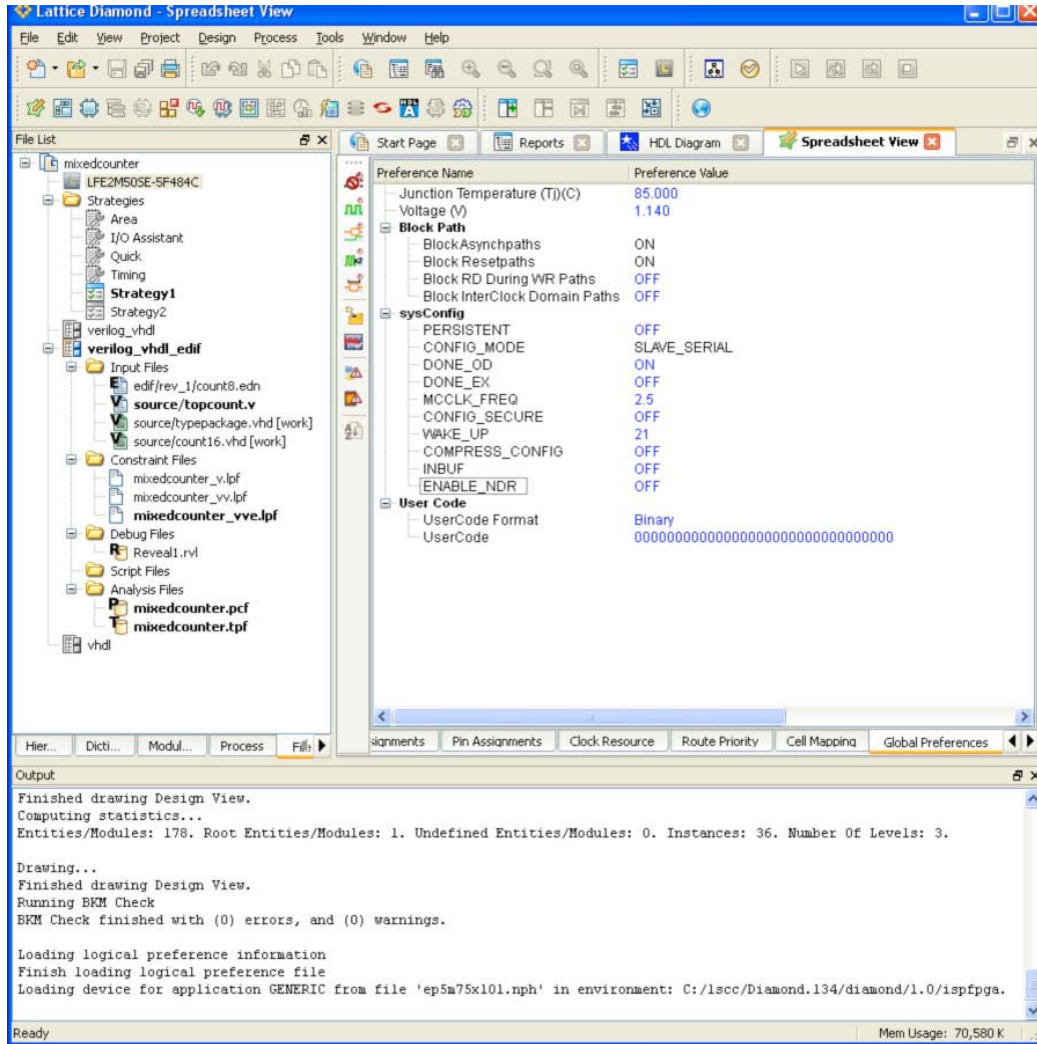 Lattice Diamond - Spreadsheet View
File Edit View Project Design Process Tools Window Help
File List
Start Page Reports HDL Diagram Spreadsheet View
mixedcounter
LFE2M50SE-5F484C
Strategies
Area
I/O Assistant
Quick
Timing
Strategy1
Strategy2
verilog_vhdl
verilog_vhdl_edif
Input Files
edif/rev_1/count8.edn
source/topcount.v
source/typepackage.vhd [work]
source/count16.vhd [work]
Constraint Files
mixedcounter_v.lpf
mixedcounter_vv.lpf
mixedcounter_vve.lpf
Debug Files
Reveal1.rvl
Script Files
Analysis Files
mixedcounter.pcf
mixedcounter.tpf
vhdl
Hier... Dicti... Modul... Process File
Preference Name Preference Value
Junction Temperature (Tj)(C) 85.000
Voltage (V) 1.140
Block Path
Block Asynchpaths ON
Block Resetpaths ON
Block RD During WR Paths OFF
Block InterClock Domain Paths OFF
sysConfig
PERSISTENT OFF
CONFIG_MODE SLAVE_SERIAL
DONE_OD ON
DONE_EX OFF
MCCLK_FREQ 2.5
CONFIG_SECURE OFF
WAKE_UP 21
COMPRESS_CONFIG OFF
INBUF OFF
ENABLE_NDR OFF
User Code
UserCode Format Binary
UserCode 00000000000000000000000000000000
signments Pin Assignments Clock Resource Route Priority Cell Mapping Global Preferences
Output
Finished drawing Design View.
Computing statistics...
Entities/Modules: 178. Root Entities/Modules: 1. Undefined Entities/Modules: 0. Instances: 36. Number Of Levels: 3.
Drawing...
Finished drawing Design View.
Running BKM Check
BKM Check finished with (0) errors, and (0) warnings.
Loading logical preference information
Finish loading logical preference file
Loading device for application GENERIC from file 'ep5m75x101.nph' in environment: C:/lscc/Diamond.134/diamond/1.0/ispfpga.
Ready Mem Usage: 70,580 K